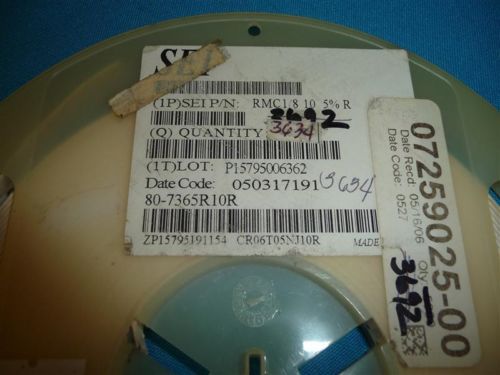 SEI
(1P)SEI P/N: RMC1/8 10 5% R
3692
(Q) QUANTITY
3634
(1T)LOT: P15795006362
Date Code: 050317191
(3634
80-7365R10R
ZP15795191154 CR06T05NJ10R MADE
07259025-00
Date Recd: 05/16/06 Qty
Date Code: 0527
3692